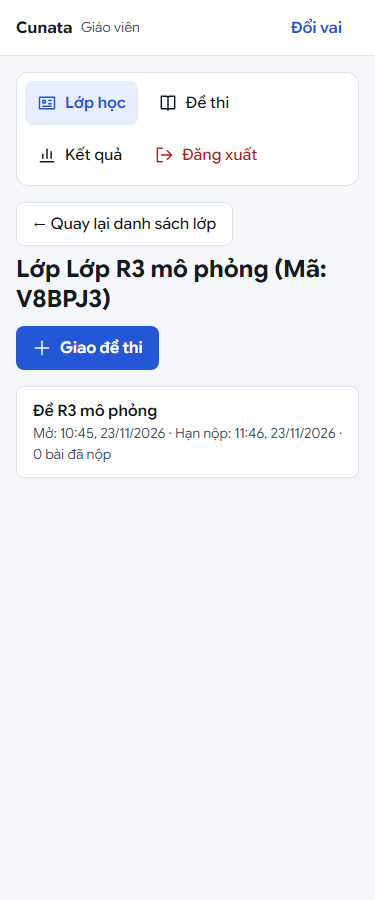 Cunata Giáo viên Đổi vai
Lớp học Đề thi
Kết quả Đăng xuất
← Quay lại danh sách lớp
Lớp Lớp R3 mô phỏng (Mã:
V8BPJ3)
Giao đề thi
Đề R3 mô phỏng
Mở: 10:45, 23/11/2026 · Hạn nộp: 11:46, 23/11/2026 ·
0 bài đã nộp